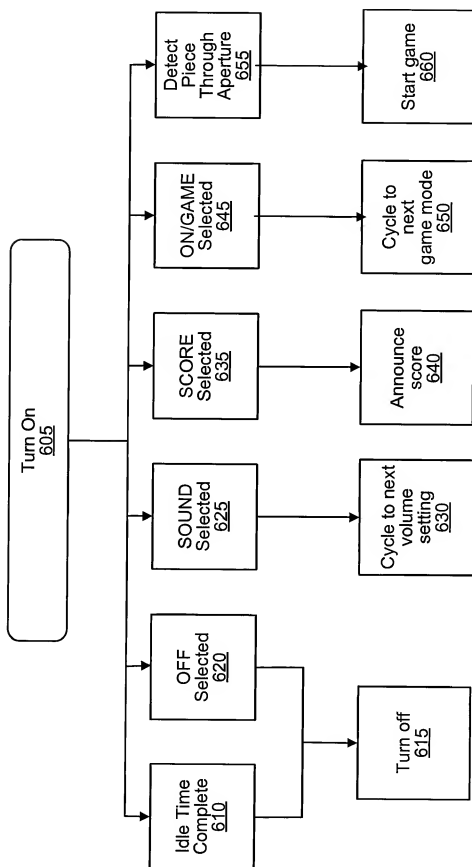 Turn On
605
Idle Time
Complete
610
OFF
Selected
620
SOUND
Selected
625
SCORE
Selected
635
ON/GAME
Selected
645
Detect
Piece
Through
Aperture
655
Turn off
615
Cycle to next
volume
setting
630
Announce
score
640
Cycle to
next
game mode
650
Start game
660